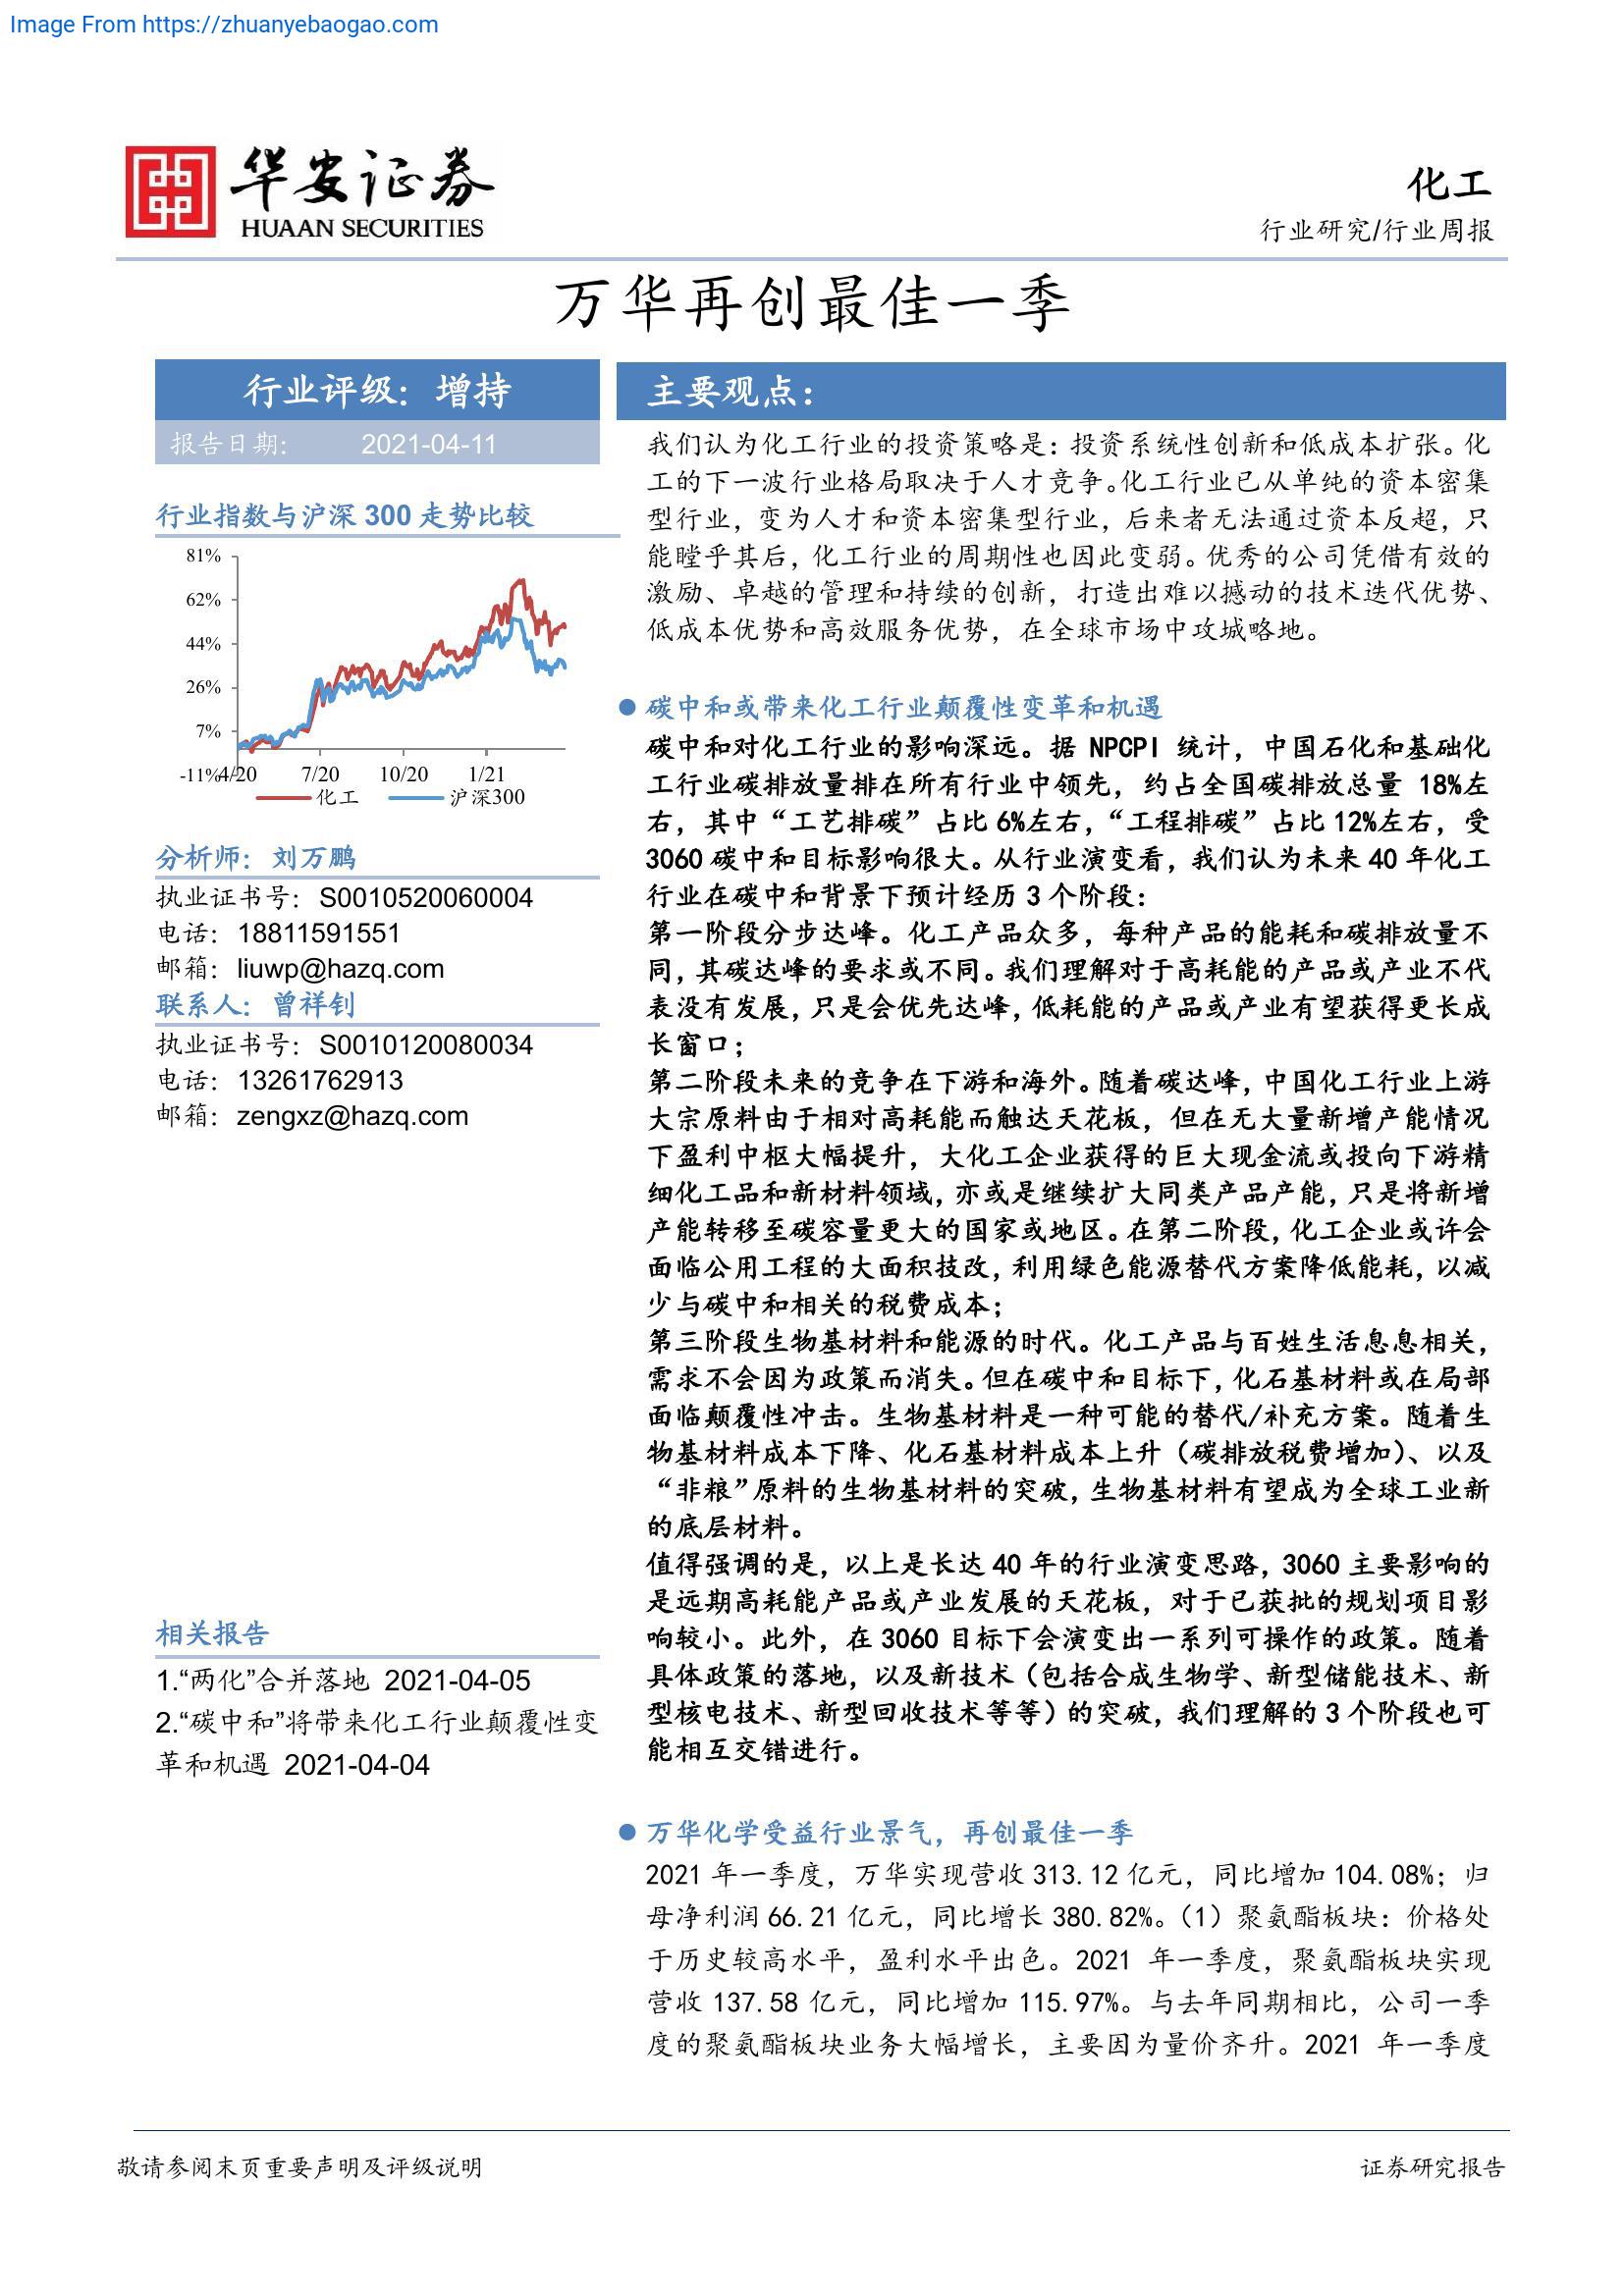 Image From https://zhuanyebaogao.com
华安证券
HUAAN SECURITIES
化工
行业研究/行业周报
万华再创最佳一季
行业评级：增持
报告日期： 2021-04-11
行业指数与沪深 300 走势比较
81%
62%
44%
26%
7%
-11%
4/20 7/20 10/20 1/21
化工 沪深300
分析师：刘万鹏
执业证书号：S0010520060004
电话：18811591551
邮箱：liuwp@hazq.com
联系人：曾祥钊
执业证书号：S0010120080034
电话：13261762913
邮箱：zengxz@hazq.com
相关报告
1.“两化”合并落地 2021-04-05
2.“碳中和”将带来化工行业颠覆性变
革和机遇 2021-04-04
主要观点：
我们认为化工行业的投资策略是：投资系统性创新和低成本扩张。化
工的下一波行业格局取决于人才竞争。化工行业已从单纯的资本密集
型行业，变为人才和资本密集型行业，后来者无法通过资本反超，只
能瞠乎其后，化工行业的周期性也因此变弱。优秀的公司凭借有效的
激励、卓越的管理和持续的创新，打造出难以撼动的技术迭代优势、
低成本优势和高效服务优势，在全球市场中攻城略地。
● 碳中和或带来化工行业颠覆性变革和机遇
碳中和对化工行业的影响深远。据 NPCPI 统计，中国石化和基础化
工行业碳排放量排在所有行业中领先，约占全国碳排放总量 18%左
右，其中“工艺排碳”占比 6%左右，“工程排碳”占比 12%左右，受
3060 碳中和目标影响很大。从行业演变看，我们认为未来 40 年化工
行业在碳中和背景下预计经历 3 个阶段：
第一阶段分步达峰。化工产品众多，每种产品的能耗和碳排放量不
同，其碳达峰的要求或不同。我们理解对于高耗能的产品或产业不代
表没有发展，只是会优先达峰，低耗能的产品或产业有望获得更长成
长窗口；
第二阶段未来的竞争在下游和海外。随着碳达峰，中国化工行业上游
大宗原料由于相对高耗能而触达天花板，但在无大量新增产能情况
下盈利中枢大幅提升，大化工企业获得的巨大现金流或投向下游精
细化工品和新材料领域，亦或是继续扩大同类产品产能，只是将新增
产能转移至碳容量更大的国家或地区。在第二阶段，化工企业或许会
面临公用工程的大面积技改，利用绿色能源替代方案降低能耗，以减
少与碳中和相关的税费成本；
第三阶段生物基材料和能源的时代。化工产品与百姓生活息息相关，
需求不会因为政策而消失。但在碳中和目标下，化石基材料或在局部
面临颠覆性冲击。生物基材料是一种可能的替代/补充方案。随着生
物基材料成本下降、化石基材料成本上升（碳排放税费增加）、以及
“非粮”原料的生物基材料的突破，生物基材料有望成为全球工业新
的底层材料。
值得强调的是，以上是长达 40 年的行业演变思路，3060 主要影响的
是远期高耗能产品或产业发展的天花板，对于已获批的规划项目影
响较小。此外，在 3060 目标下会演变出一系列可操作的政策。随着
具体政策的落地，以及新技术（包括合成生物学、新型储能技术、新
型核电技术、新型回收技术等等）的突破，我们理解的 3 个阶段也可
能相互交错进行。
● 万华化学受益行业景气，再创最佳一季
2021 年一季度，万华实现营收 313.12 亿元，同比增加 104.08%；归
母净利润 66.21 亿元，同比增长 380.82%。（1）聚氨酯板块：价格处
于历史较高水平，盈利水平出色。2021 年一季度，聚氨酯板块实现
营收 137.58 亿元，同比增加 115.97%。与去年同期相比，公司一季
度的聚氨酯板块业务大幅增长，主要因为量价齐升。2021 年一季度
敬请参阅末页重要声明及评级说明
证券研究报告